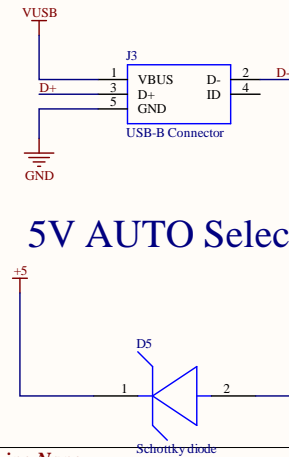 VUSB
J3
1 VBUS D- 2 D-
D+ 3 D+ ID 4
5 GND
USB-B Connector
GND
5V AUTO Selec
+5
D5
1 2
Schottky diode